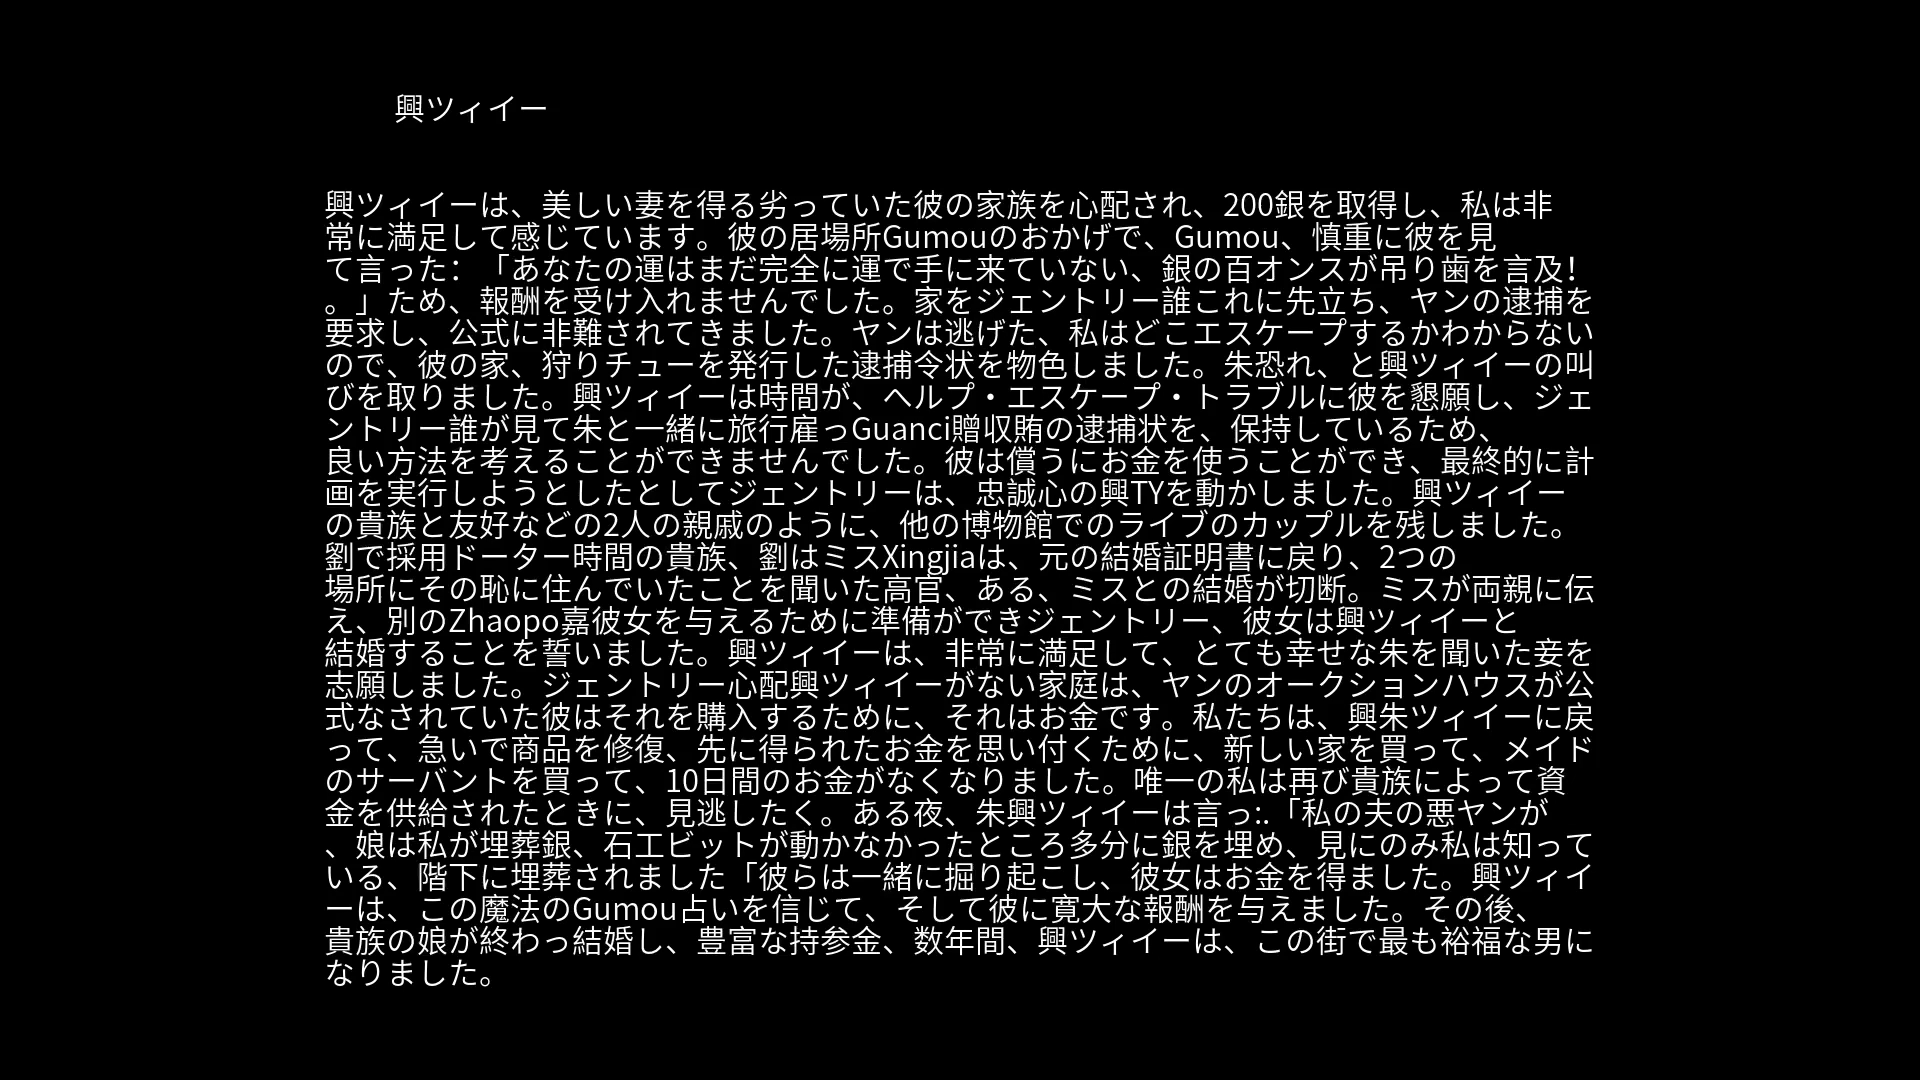 興ツィイー
興ツィイーは、美しい妻を得る劣っていた彼の家族を心配され、200銀を取得し、私は非
常に満足して感じています。彼の居場所Gumouのおかげで、Gumou、慎重に彼を見
て言った：「あなたの運はまだ完全に運で手に来ていない、銀の百オンスが吊り歯を言及！
。」ため、報酬を受け入れませんでした。家をジェントリー誰これに先立ち、ヤンの逮捕を
要求し、公式に非難されてきました。ヤンは逃げた、私はどこエスケープするかわからない
ので、彼の家、狩りチューを発行した逮捕令状を物色しました。朱恐れ、と興ツィイーの叫
びを取りました。興ツィイーは時間が、ヘルプ・エスケープ・トラブルに彼を懇願し、ジェ
ントリー誰が見て朱と一緒に旅行雇っGuanci贈収賄の逮捕状を、保持しているため、
良い方法を考えることができませんでした。彼は償うにお金を使うことができ、最終的に計
画を実行しようとしたとしてジェントリーは、忠誠心の興TYを動かしました。興ツィイー
の貴族と友好などの2人の親戚のように、他の博物館でのライブのカップルを残しました。
劉で採用ドーター時間の貴族、劉はミスXingjiaは、元の結婚証明書に戻り、2つの
場所にその恥に住んでいたことを聞いた高官、ある、ミスとの結婚が切断。ミスが両親に伝
え、別のZhaopo嘉彼女を与えるために準備ができジェントリー、彼女は興ツィイーと
結婚することを誓いました。興ツィイーは、非常に満足して、とても幸せな朱を聞いた妾を
志願しました。ジェントリー心配興ツィイーがない家庭は、ヤンのオークションハウスが公
式なされていた彼はそれを購入するために、それはお金です。私たちは、興朱ツィイーに戻
って、急いで商品を修復、先に得られたお金を思い付くために、新しい家を買って、メイド
のサーバントを買って、10日間のお金がなくなりました。唯一の私は再び貴族によって資
金を供給されたときに、見逃したく。ある夜、朱興ツィイーは言っ:.「私の夫の悪ヤンが
、娘は私が埋葬銀、石工ビットが動かなかったところ多分に銀を埋め、見にのみ私は知って
いる、階下に埋葬されました「彼らは一緒に掘り起こし、彼女はお金を得ました。興ツィイ
ーは、この魔法のGumou占いを信じて、そして彼に寛大な報酬を与えました。その後、
貴族の娘が終わっ結婚し、豊富な持参金、数年間、興ツィイーは、この街で最も裕福な男に
なりました。